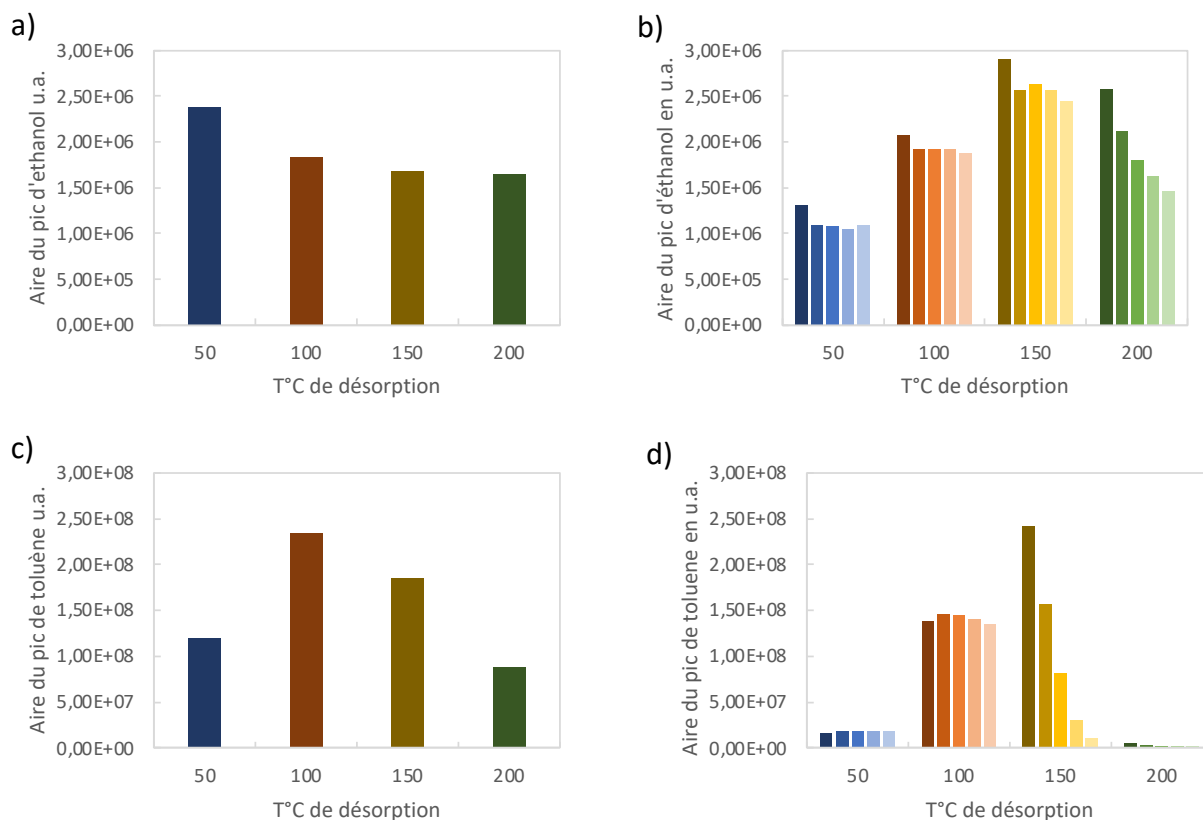 a)
Aire du pic d'ethanol u.a.
3,00E+06
2,50E+06
2,00E+06
1,50E+06
1,00E+06
5,00E+05
0,00E+00
50 100 150 200
T°C de désorption
b)
Aire du pic d'éthanol en u.a.
3,00E+06
2,50E+06
2,00E+06
1,50E+06
1,00E+06
5,00E+05
0,00E+00
50 100 150 200
T°C de désorption
c)
Aire du pic de toluène u.a.
3,00E+08
2,50E+08
2,00E+08
1,50E+08
1,00E+08
5,00E+07
0,00E+00
50 100 150 200
T°C de désorption
d)
Aire du pic de toluene en u.a.
3,00E+08
2,50E+08
2,00E+08
1,50E+08
1,00E+08
5,00E+07
0,00E+00
50 100 150 200
T°C de désorption